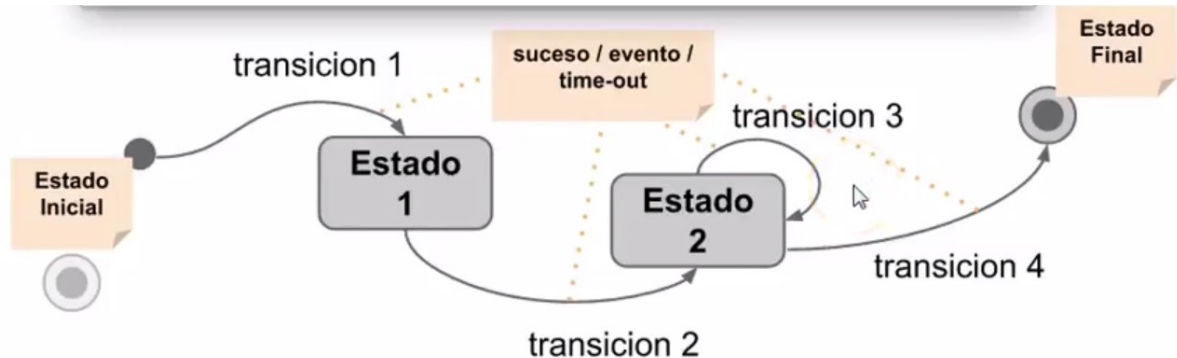 Estado
Final
transicion 1
suceso / evento /
time-out
transicion 3
Estado
1
Estado
Inicial
Estado
2
transicion 4
transicion 2